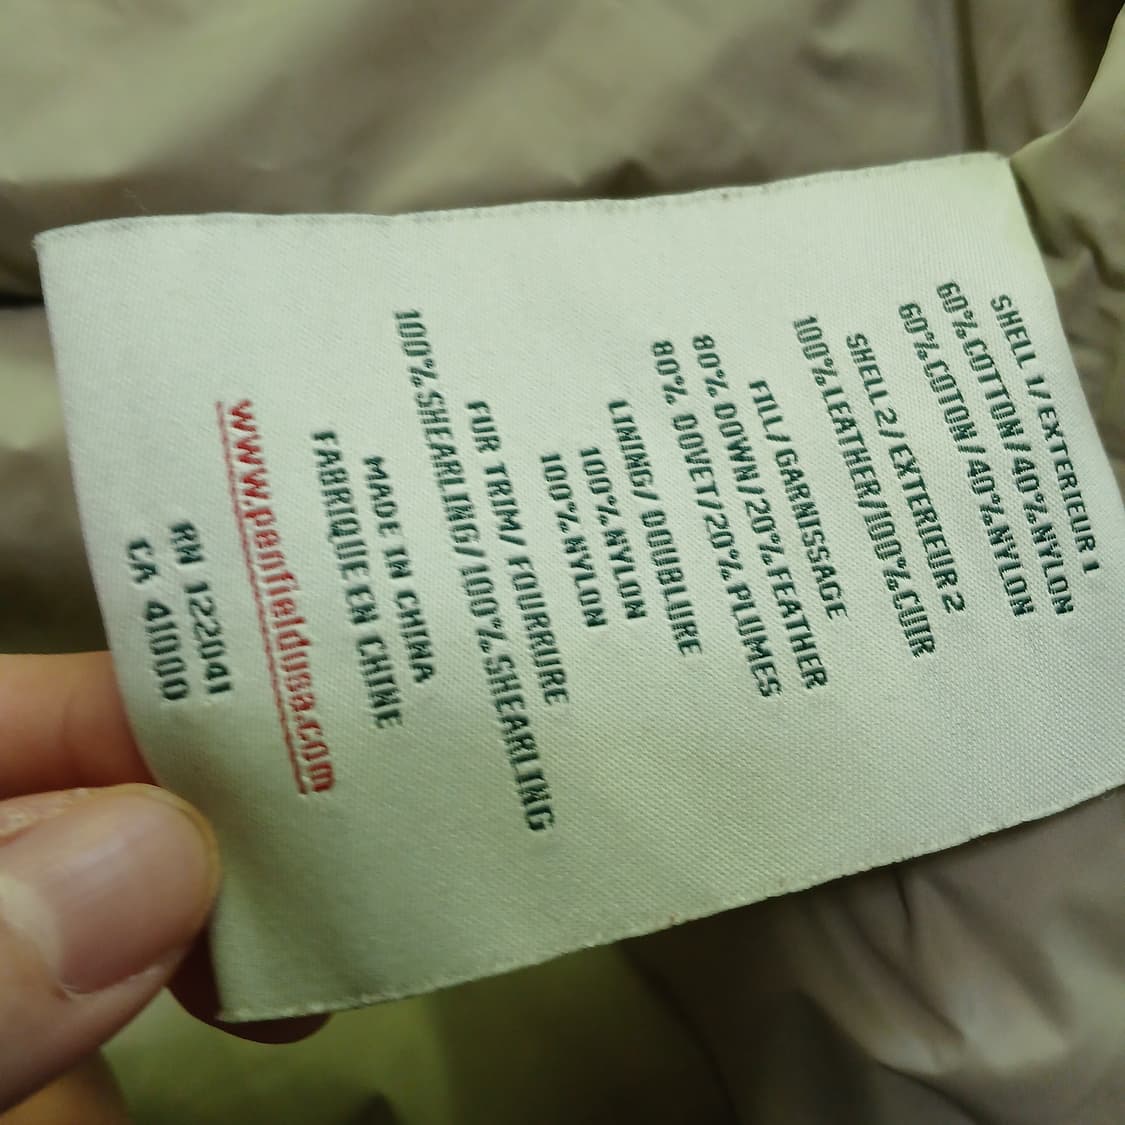 SHELL 1/ EXTERIEUR 1
60% COTTON/40% NYLON
60% COTON/40% NYLON
SHELL 2/EXTERIEUR 2
100% LEATHER/100% CUIR
FILL/ GARNISSAGE
80% DOWN/20% FEATHER
80% DOVET/20% PLUMES
LINING/ DOUBLURE
100% NYLON
100% NYLON
FUR TRIM/ FOURRURE
100% SHEARLING/100% SHEARLING
MADE IN CHINA
FABRIQUE EN CHINE
www.penfieldusa.com
RN 122041
CA 41000